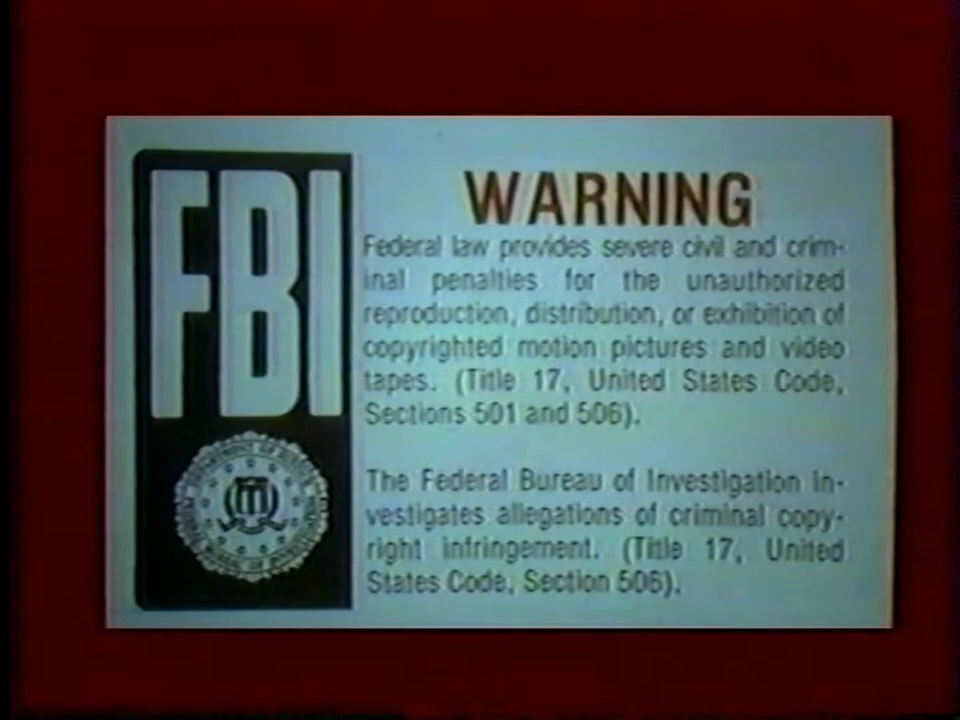 FBI
WARNING
Federal law provides severe civil and crim-
inal penalties for the unauthorized
reproduction, distribution, or exhibition of
copyrighted motion pictures and video
tapes. (Title 17, United States Code,
Sections 501 and 506).
The Federal Bureau of Investigation in-
vestigates allegations of criminal copy-
right infringement. (Title 17, United
States Code, Section 506).